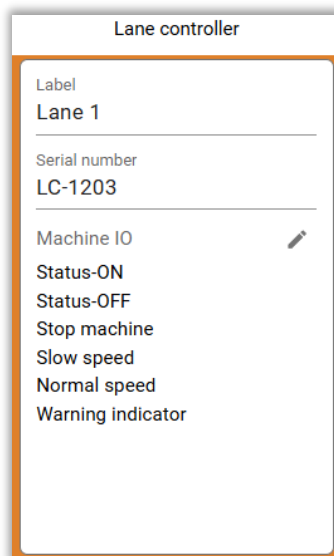 Lane controller
Label
Lane 1
Serial number
LC-1203
Machine IO
Status-ON
Status-OFF
Stop machine
Slow speed
Normal speed
Warning indicator